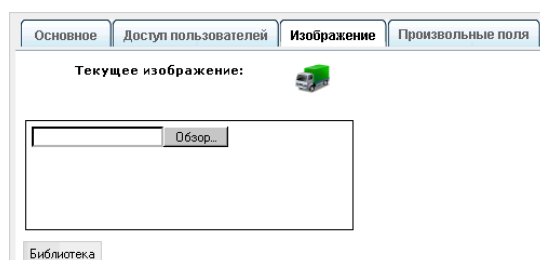 Основное Доступ пользователей Изображение Произвольные поля
Текущее изображение:
Обзор...
Библиотека